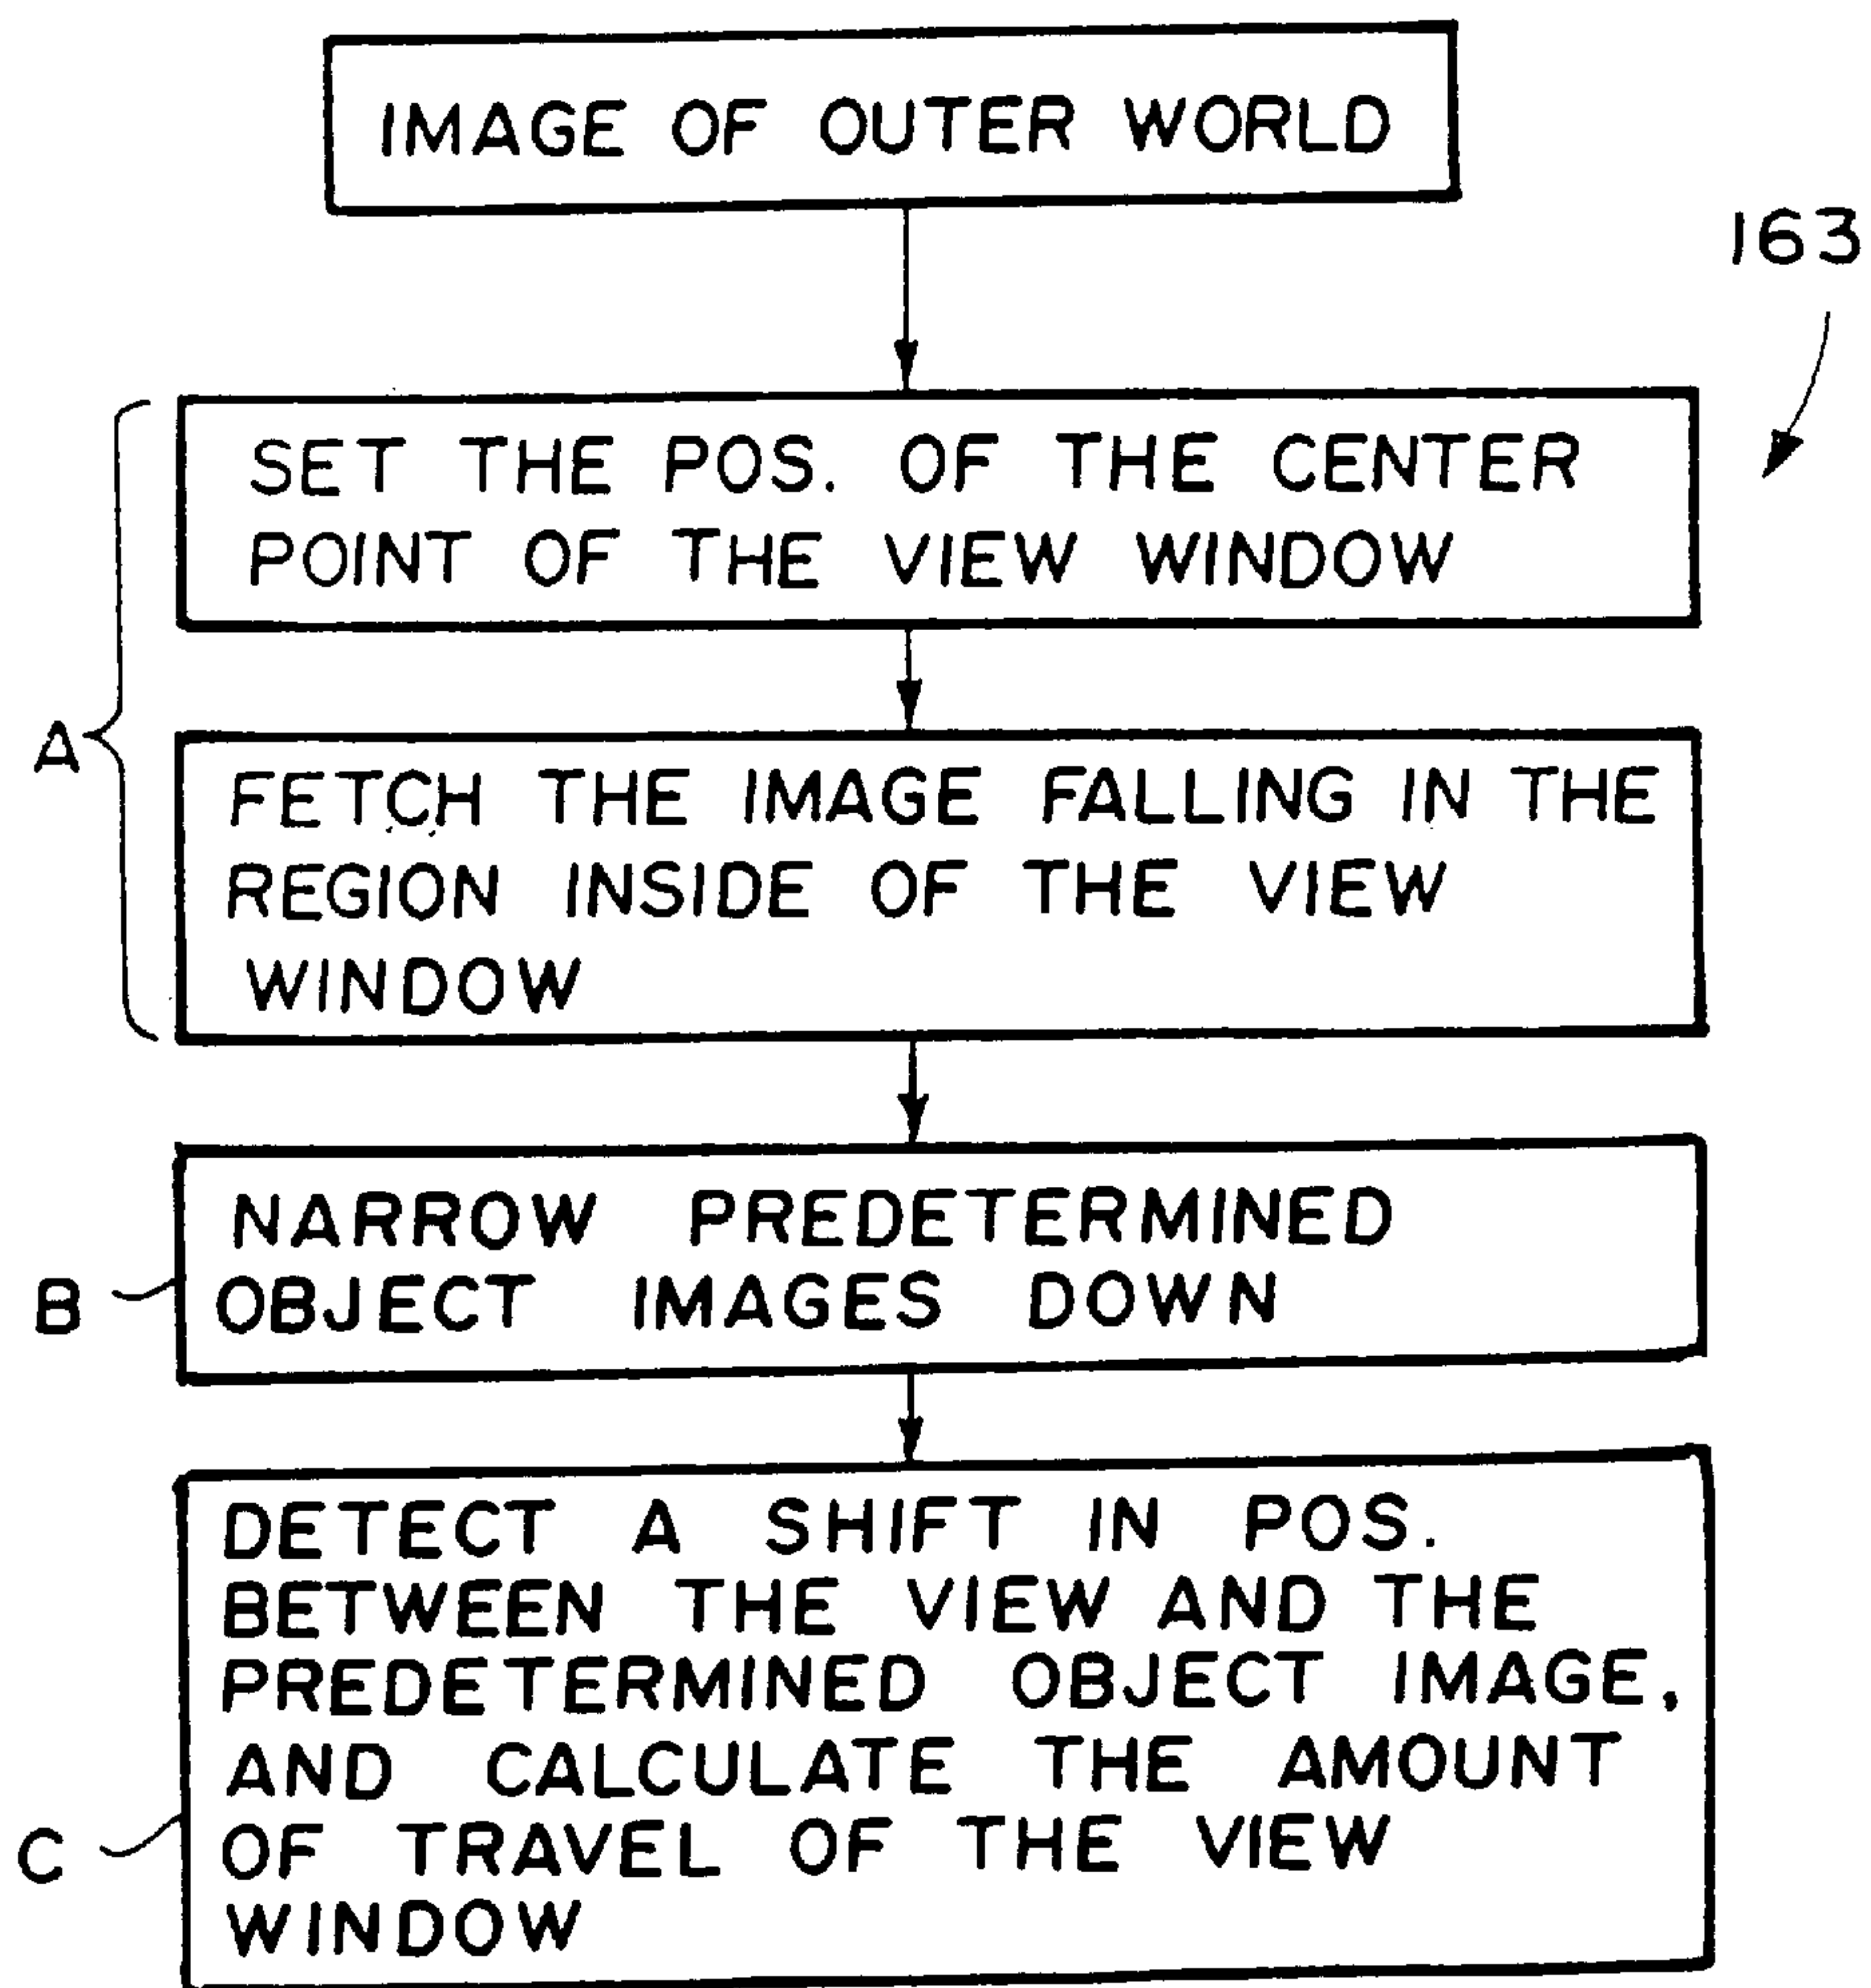 IMAGE OF OUTER WORLD
163
SET THE POS. OF THE CENTER
POINT OF THE VIEW WINDOW
A
FETCH THE IMAGE FALLING IN THE
REGION INSIDE OF THE VIEW
WINDOW
NARROW PREDETERMINED
OBJECT IMAGES DOWN
B
DETECT A SHIFT IN POS.
BETWEEN THE VIEW AND THE
PREDETERMINED OBJECT IMAGE,
AND CALCULATE THE AMOUNT
OF TRAVEL OF THE VIEW
WINDOW
C